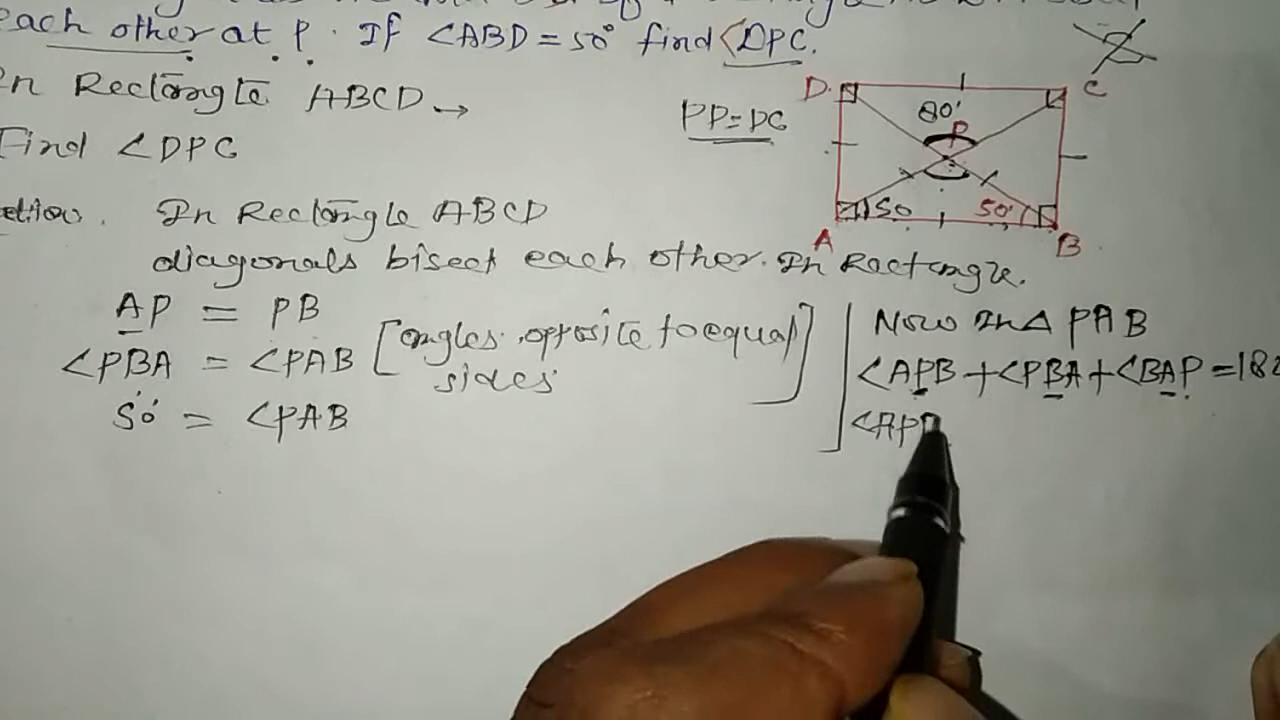 each other at P. If <ABD = 50° find <DPC.
In Rectangle ABCD →
Find <DPC
PD=PC
D
C
80°
P
50
50°
A
B
In Rectangle ABCD
diagonals bisect each other. In Rectangle.
AP = PB
<PBA = <PAB [angles opposite to equal sides]
50° = <PAB
Now In △ PAB
<APB + <PBA + <BAP = 18
<AP